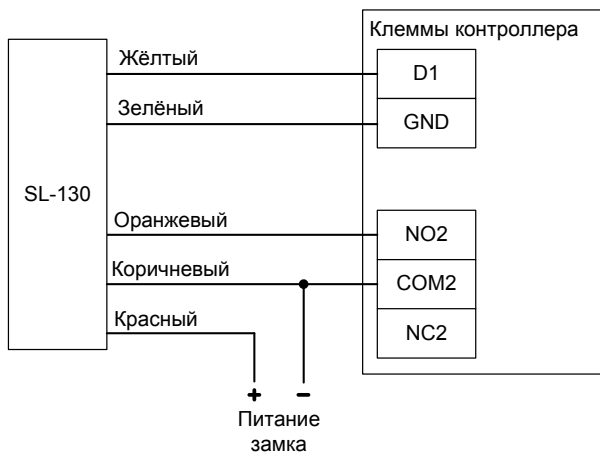 Клеммы контроллера
Жёлтый
D1
Зелёный
GND
SL-130
Оранжевый
NO2
Коричневый
COM2
Красный
NC2
+ −
Питание
замка